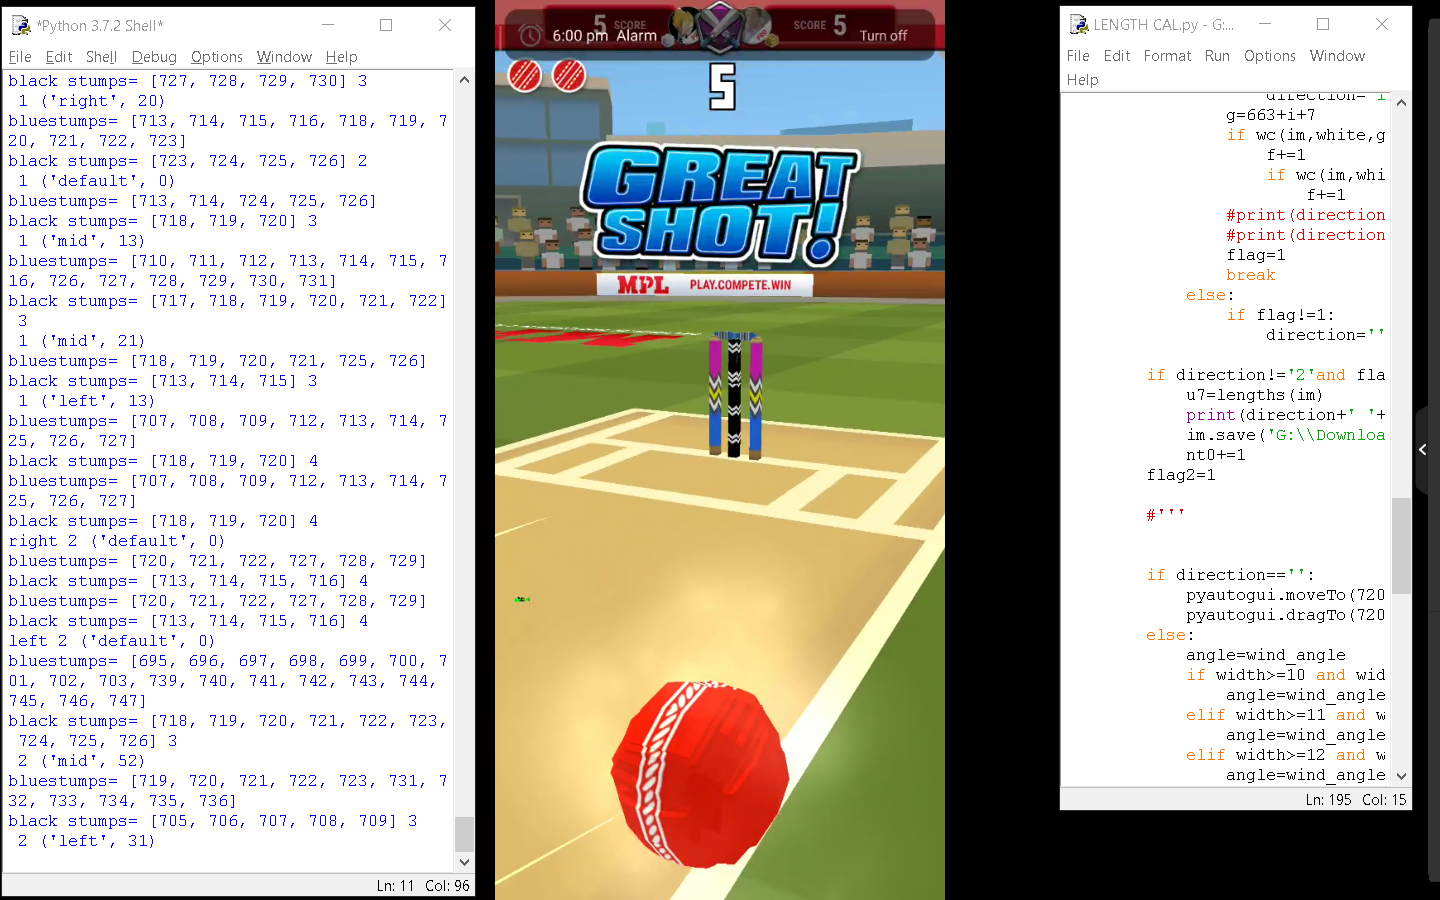 *Python 3.7.2 Shell*
File Edit Shell Debug Options Window Help
black stumps= [727, 728, 729, 730] 3
1 ('right', 20)
bluestumps= [713, 714, 715, 716, 718, 719, 7
20, 721, 722, 723]
black stumps= [723, 724, 725, 726] 2
1 ('default', 0)
bluestumps= [713, 714, 724, 725, 726]
black stumps= [718, 719, 720] 3
1 ('mid', 13)
bluestumps= [710, 711, 712, 713, 714, 715, 7
16, 726, 727, 728, 729, 730, 731]
black stumps= [717, 718, 719, 720, 721, 722]
3
1 ('mid', 21)
bluestumps= [718, 719, 720, 721, 725, 726]
black stumps= [713, 714, 715] 3
1 ('left', 13)
bluestumps= [707, 708, 709, 712, 713, 714, 7
25, 726, 727]
black stumps= [718, 719, 720] 4
bluestumps= [707, 708, 709, 712, 713, 714, 7
25, 726, 727]
black stumps= [718, 719, 720] 4
right 2 ('default', 0)
bluestumps= [720, 721, 722, 727, 728, 729]
black stumps= [713, 714, 715, 716] 4
bluestumps= [720, 721, 722, 727, 728, 729]
black stumps= [713, 714, 715, 716] 4
left 2 ('default', 0)
bluestumps= [695, 696, 697, 698, 699, 700, 7
01, 702, 703, 739, 740, 741, 742, 743, 744,
745, 746, 747]
black stumps= [718, 719, 720, 721, 722, 723,
724, 725, 726] 3
2 ('mid', 52)
bluestumps= [719, 720, 721, 722, 723, 731, 7
32, 733, 734, 735, 736]
black stumps= [705, 706, 707, 708, 709] 3
2 ('left', 31)
Ln: 11 Col: 96
5 SCORE SCORE 5
6:00 pm Alarm Turn off
5
GREAT
SHOT!
MPL PLAY.COMPETE.WIN
LENGTH CAL.py - G:...
File Edit Format Run Options Window
Help
direction='i
g=663+i+7
if wc(im,white,g
f+=1
if wc(im,whi
f+=1
#print(direction
#print(direction
flag=1
break
else:
if flag!=1:
direction=''
if direction!='2'and fla
u7=lengths(im)
print(direction+' '+
im.save('G:\\Downloa
nt0+=1
flag2=1
#'''
if direction=='':
pyautogui.moveTo(720
pyautogui.dragTo(720
else:
angle=wind_angle
if width>=10 and wid
angle=wind_angle
elif width>=11 and w
angle=wind_angle
elif width>=12 and w
angle=wind_angle
Ln: 195 Col: 15